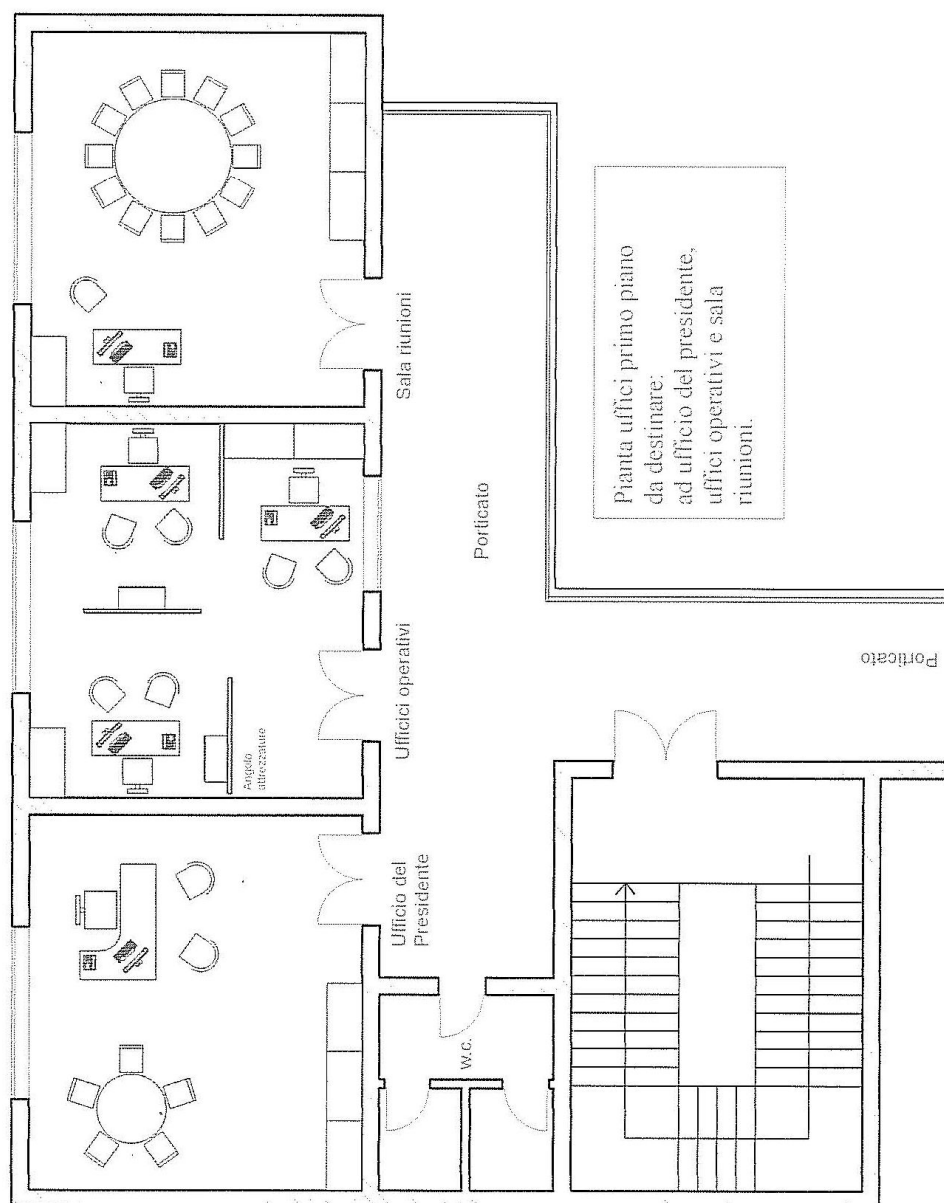 Ufficio del
Presidente
Ufficici operativi
Sala riunioni
Angolo
attrezzature
w.c.
Porticato
Porticato
Pianta uffici primo piano
da destinare:
ad ufficio del presidente,
uffici operativi e sala
riunioni.